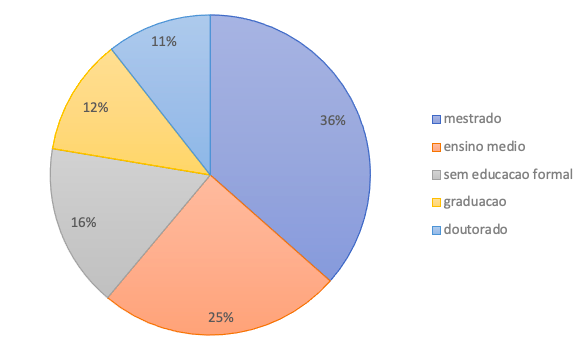 11%
36%
12%
16%
25%
mestrado
ensino medio
sem educacao formal
graduacao
doutorado